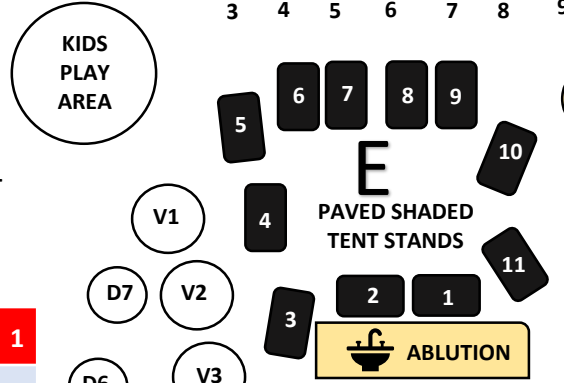 3 4 5 6 7 8
KIDS
PLAY
AREA
6 7 8 9
5
10
E
PAVED SHADED
TENT STANDS
4
V1
11
D7
V2
2
1
3
1
ABLUTION
V3